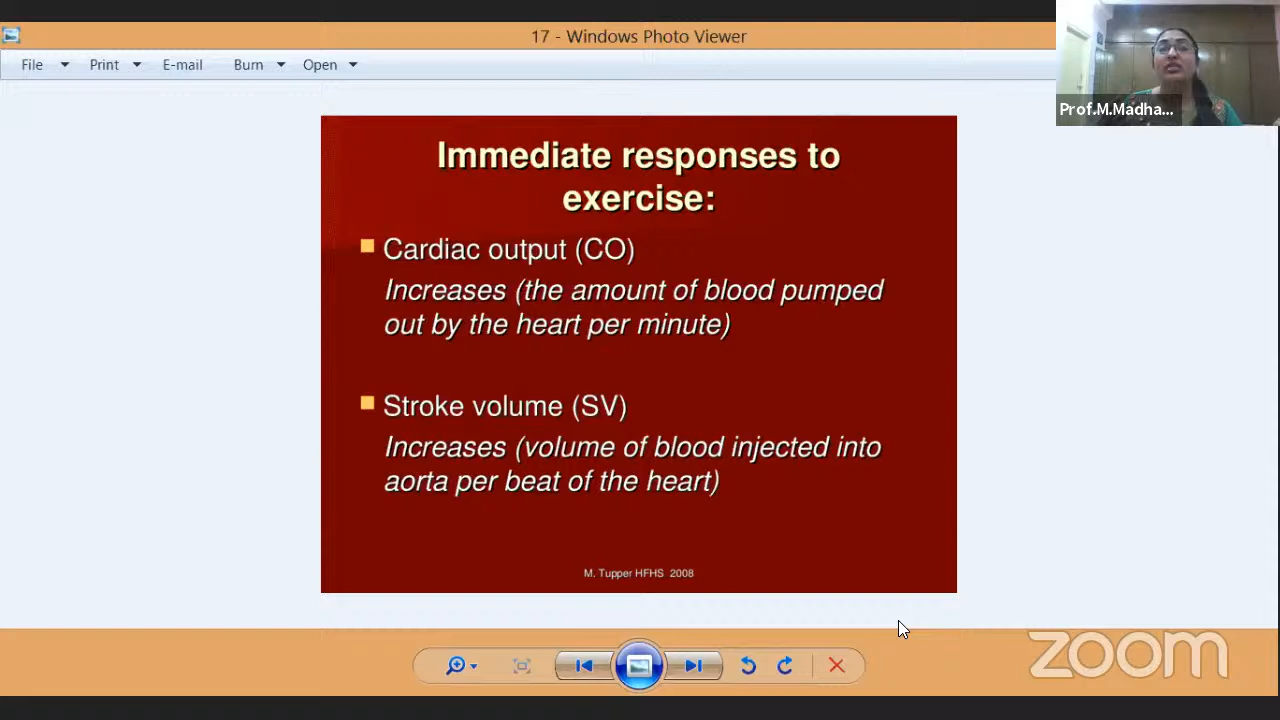 17 - Windows Photo Viewer
File Print E-mail Burn Open
Prof.M.Madha...
Immediate responses to
exercise:
Cardiac output (CO)
Increases (the amount of blood pumped
out by the heart per minute)
Stroke volume (SV)
Increases (volume of blood injected into
aorta per beat of the heart)
M. Tupper HFHS 2008
zoom